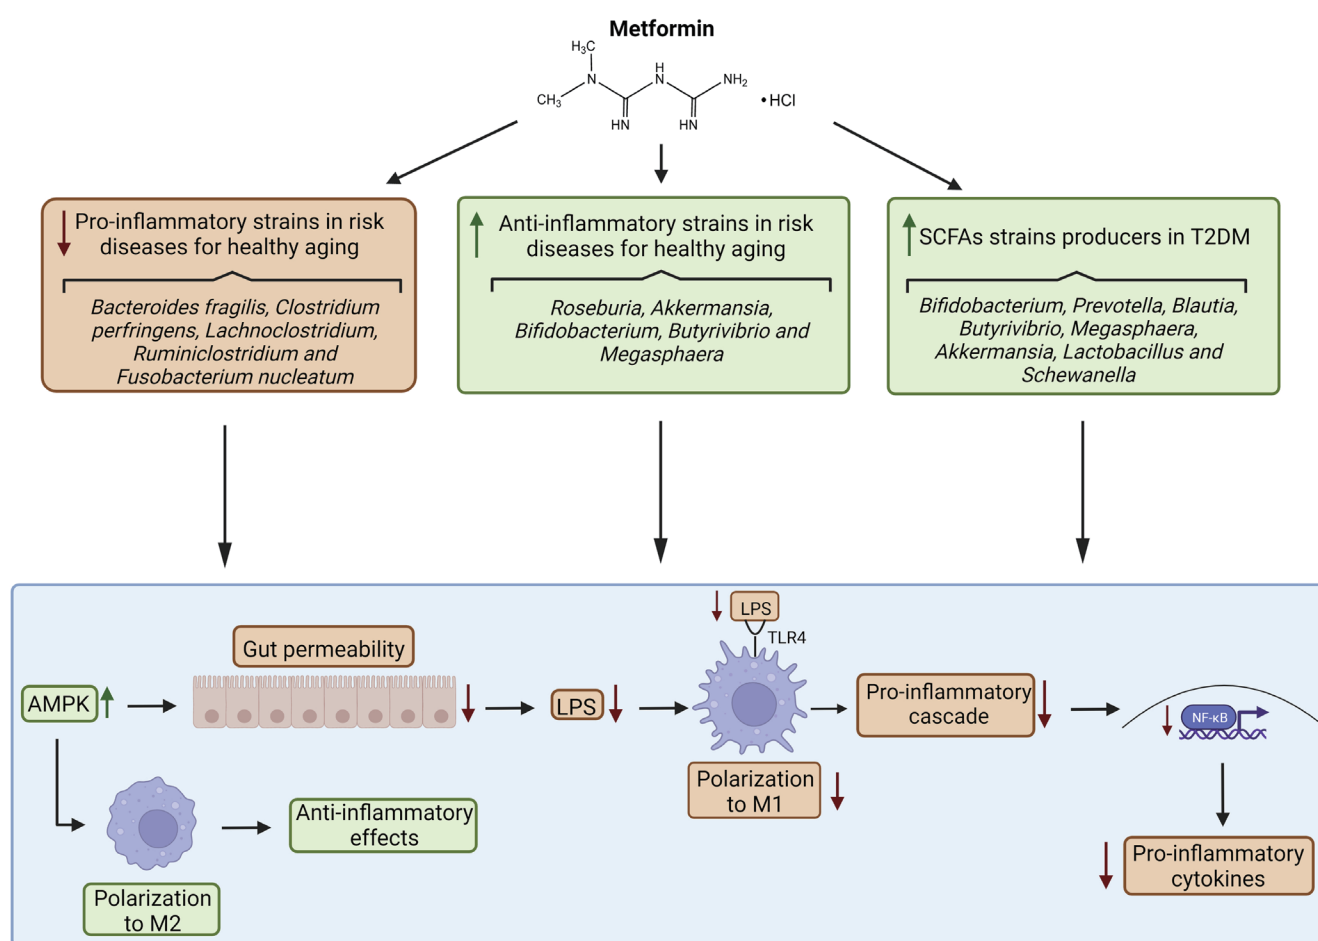 Metformin
H₃C
N
CH₃
H
N
NH₂
HN
HN
•HCl
Pro-inflammatory strains in risk
diseases for healthy aging
Bacteroides fragilis, Clostridium
perfringens, Lachnoclostridium,
Ruminiclostridium and
Fusobacterium nucleatum
Anti-inflammatory strains in risk
diseases for healthy aging
Roseburia, Akkermansia,
Bifidobacterium, Butyrivibrio and
Megasphaera
SCFAs strains producers in T2DM
Bifidobacterium, Prevotella, Blautia,
Butyrivibrio, Megasphaera,
Akkermansia, Lactobacillus and
Schewanella
AMPK
Gut permeability
LPS
LPS
TLR4
Polarization
to M1
Pro-inflammatory
cascade
NF-κB
Pro-inflammatory
cytokines
Polarization
to M2
Anti-inflammatory
effects